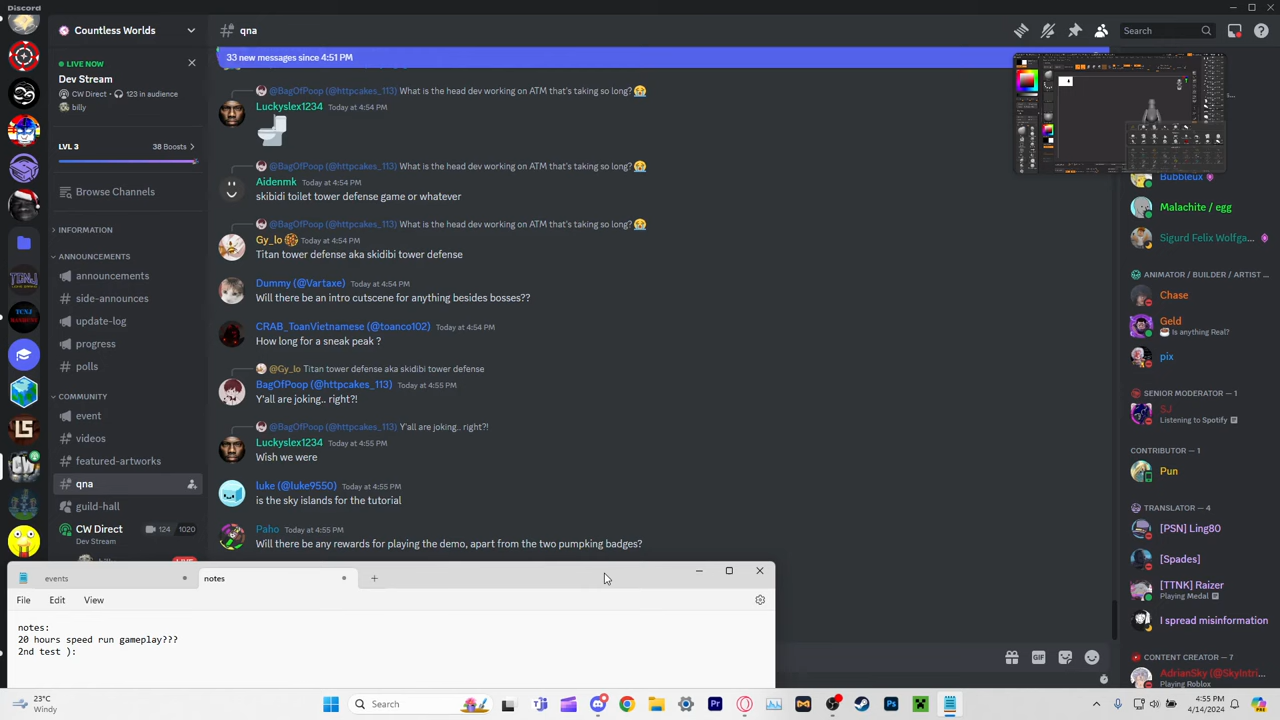 Discord
Countless Worlds
LIVE NOW
Dev Stream
CW Direct • 123 in audience
billy
LVL 3
38 Boosts
Browse Channels
INFORMATION
ANNOUNCEMENTS
announcements
side-announces
update-log
progress
polls
COMMUNITY
event
videos
featured-artworks
qna
guild-hall
CW Direct
124 1020
Dev Stream
billy
LIVE
# qna
Search
33 new messages since 4:51 PM
@BagOfPoop (@httpcakes_113) What is the head dev working on ATM that's taking so long?😭
Luckyslex1234 Today at 4:54 PM
🚽
@BagOfPoop (@httpcakes_113) What is the head dev working on ATM that's taking so long?😭
Aidenmk Today at 4:54 PM
skibidi toilet tower defense game or whatever
@BagOfPoop (@httpcakes_113) What is the head dev working on ATM that's taking so long?😭
Gy_lo🍪 Today at 4:54 PM
Titan tower defense aka skidibi tower defense
Dummy (@Vartaxe) Today at 4:54 PM
Will there be an intro cutscene for anything besides bosses??
CRAB_ToanVietnamese (@toanco102) Today at 4:54 PM
How long for a sneak peak ?
@Gy_lo Titan tower defense aka skidibi tower defense
BagOfPoop (@httpcakes_113) Today at 4:55 PM
Y'all are joking.. right?!
@BagOfPoop (@httpcakes_113) Y'all are joking.. right?!
Luckyslex1234 Today at 4:55 PM
Wish we were
luke (@luke9550) Today at 4:55 PM
is the sky islands for the tutorial
Paho Today at 4:55 PM
Will there be any rewards for playing the demo, apart from the two pumpking badges?
GIF
Bubbleux
Malachite / egg
Sigurd Felix Wolfga...
ANIMATOR / BUILDER / ARTIST ...
Chase
Geld
Is anything Real?
pix
SENIOR MODERATOR — 1
SJ
Listening to Spotify
CONTRIBUTOR — 1
Pun
TRANSLATOR — 4
[PSN] Ling80
[Spades]
[TTNK] Raizer
Playing Medal
I spread misinformation
CONTENT CREATOR — 7
AdrianSky (@SkyIntri...
Playing Roblox
events
notes
File Edit View
notes:
20 hours speed run gameplay???
2nd test ):
23°C
Windy
Search
4:55 PM
4/14/2024